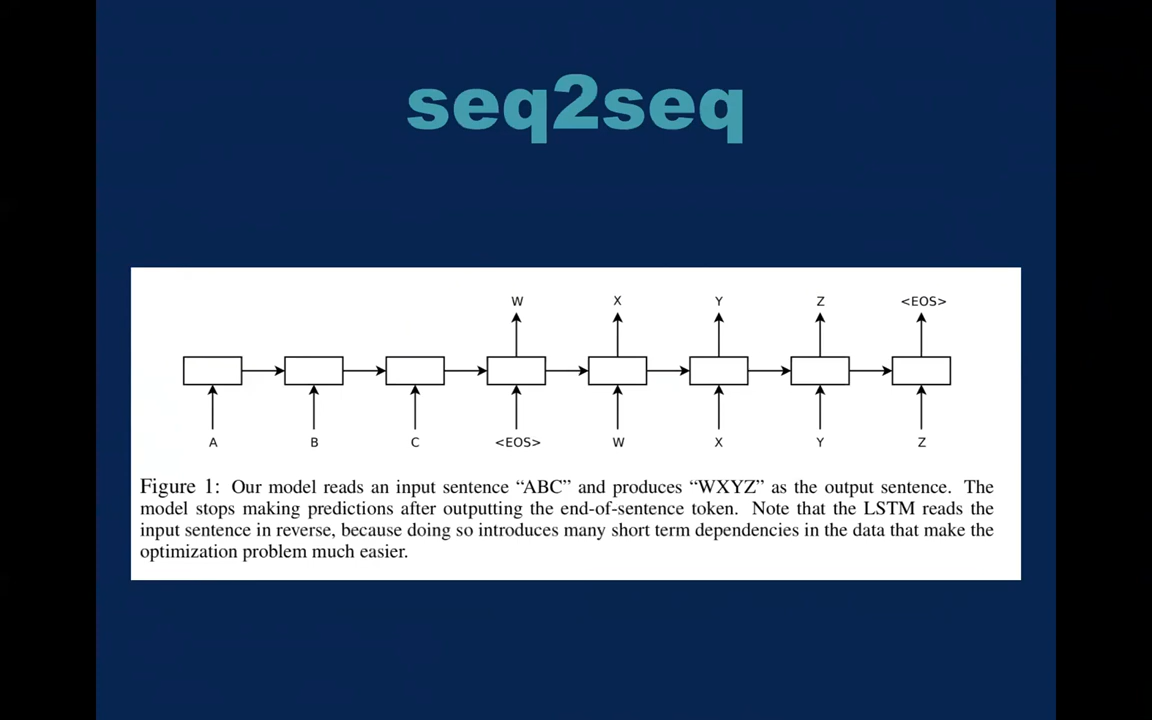 seq2seq
W X Y Z <EOS>
A B C <EOS> W X Y Z
Figure 1: Our model reads an input sentence “ABC” and produces “WXYZ” as the output sentence. The
model stops making predictions after outputting the end-of-sentence token. Note that the LSTM reads the
input sentence in reverse, because doing so introduces many short term dependencies in the data that make the
optimization problem much easier.